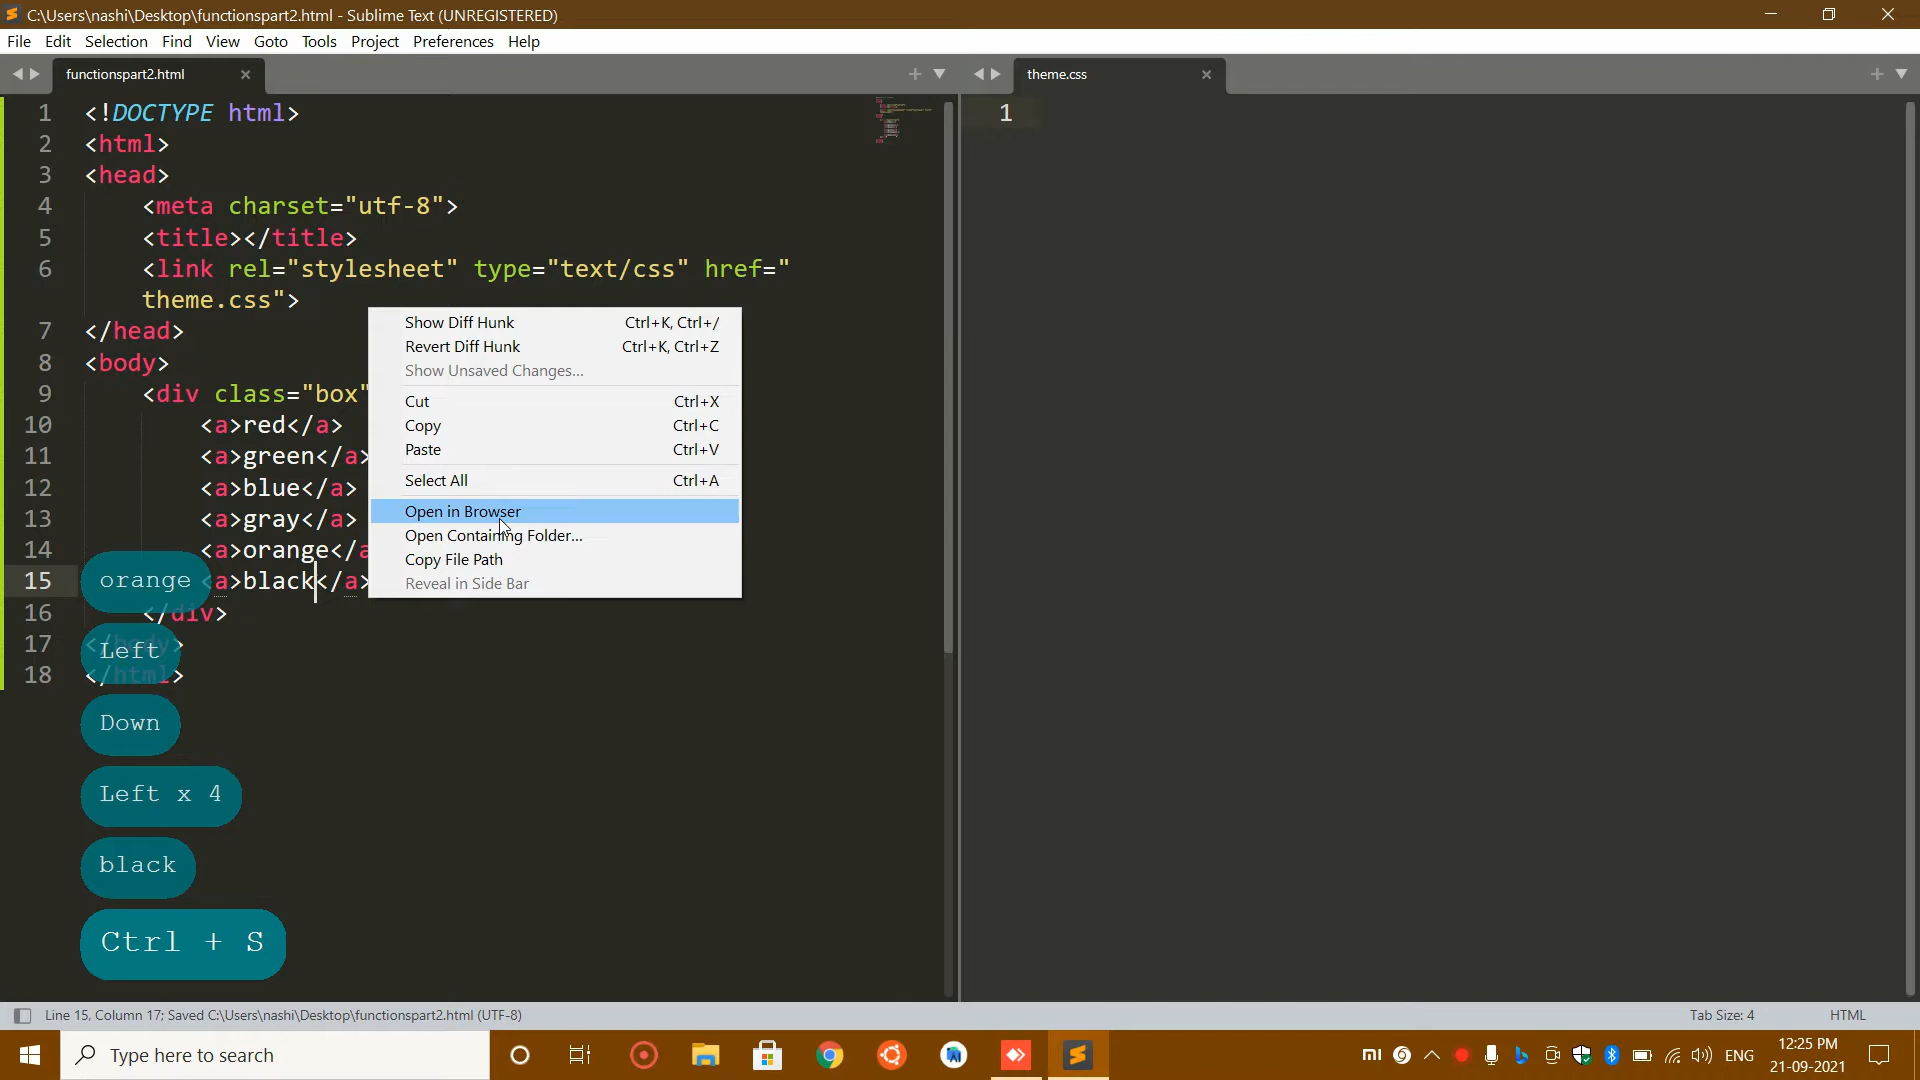 C:\Users\nashi\Desktop\functionspart2.html - Sublime Text (UNREGISTERED)
File Edit Selection Find View Goto Tools Project Preferences Help
functionspart2.html
theme.css
1 <!DOCTYPE html>
2 <html>
3 <head>
4 <meta charset="utf-8">
5 <title></title>
6 <link rel="stylesheet" type="text/css" href="
theme.css">
7 </head>
8 <body>
9 <div class="box"
10 <a>red</a>
11 <a>green</a>
12 <a>blue</a>
13 <a>gray</a>
14 <a>orange</a
15 <a>black</a>
16 </div>
17 </body>
18 </html>
1
Show Diff Hunk Ctrl+K, Ctrl+/
Revert Diff Hunk Ctrl+K, Ctrl+Z
Show Unsaved Changes...
Cut Ctrl+X
Copy Ctrl+C
Paste Ctrl+V
Select All Ctrl+A
Open in Browser
Open Containing Folder...
Copy File Path
Reveal in Side Bar
orange
Left
Down
Left x 4
black
Ctrl + S
Line 15, Column 17; Saved C:\Users\nashi\Desktop\functionspart2.html (UTF-8)
Tab Size: 4
HTML
Type here to search
ENG
12:25 PM
21-09-2021